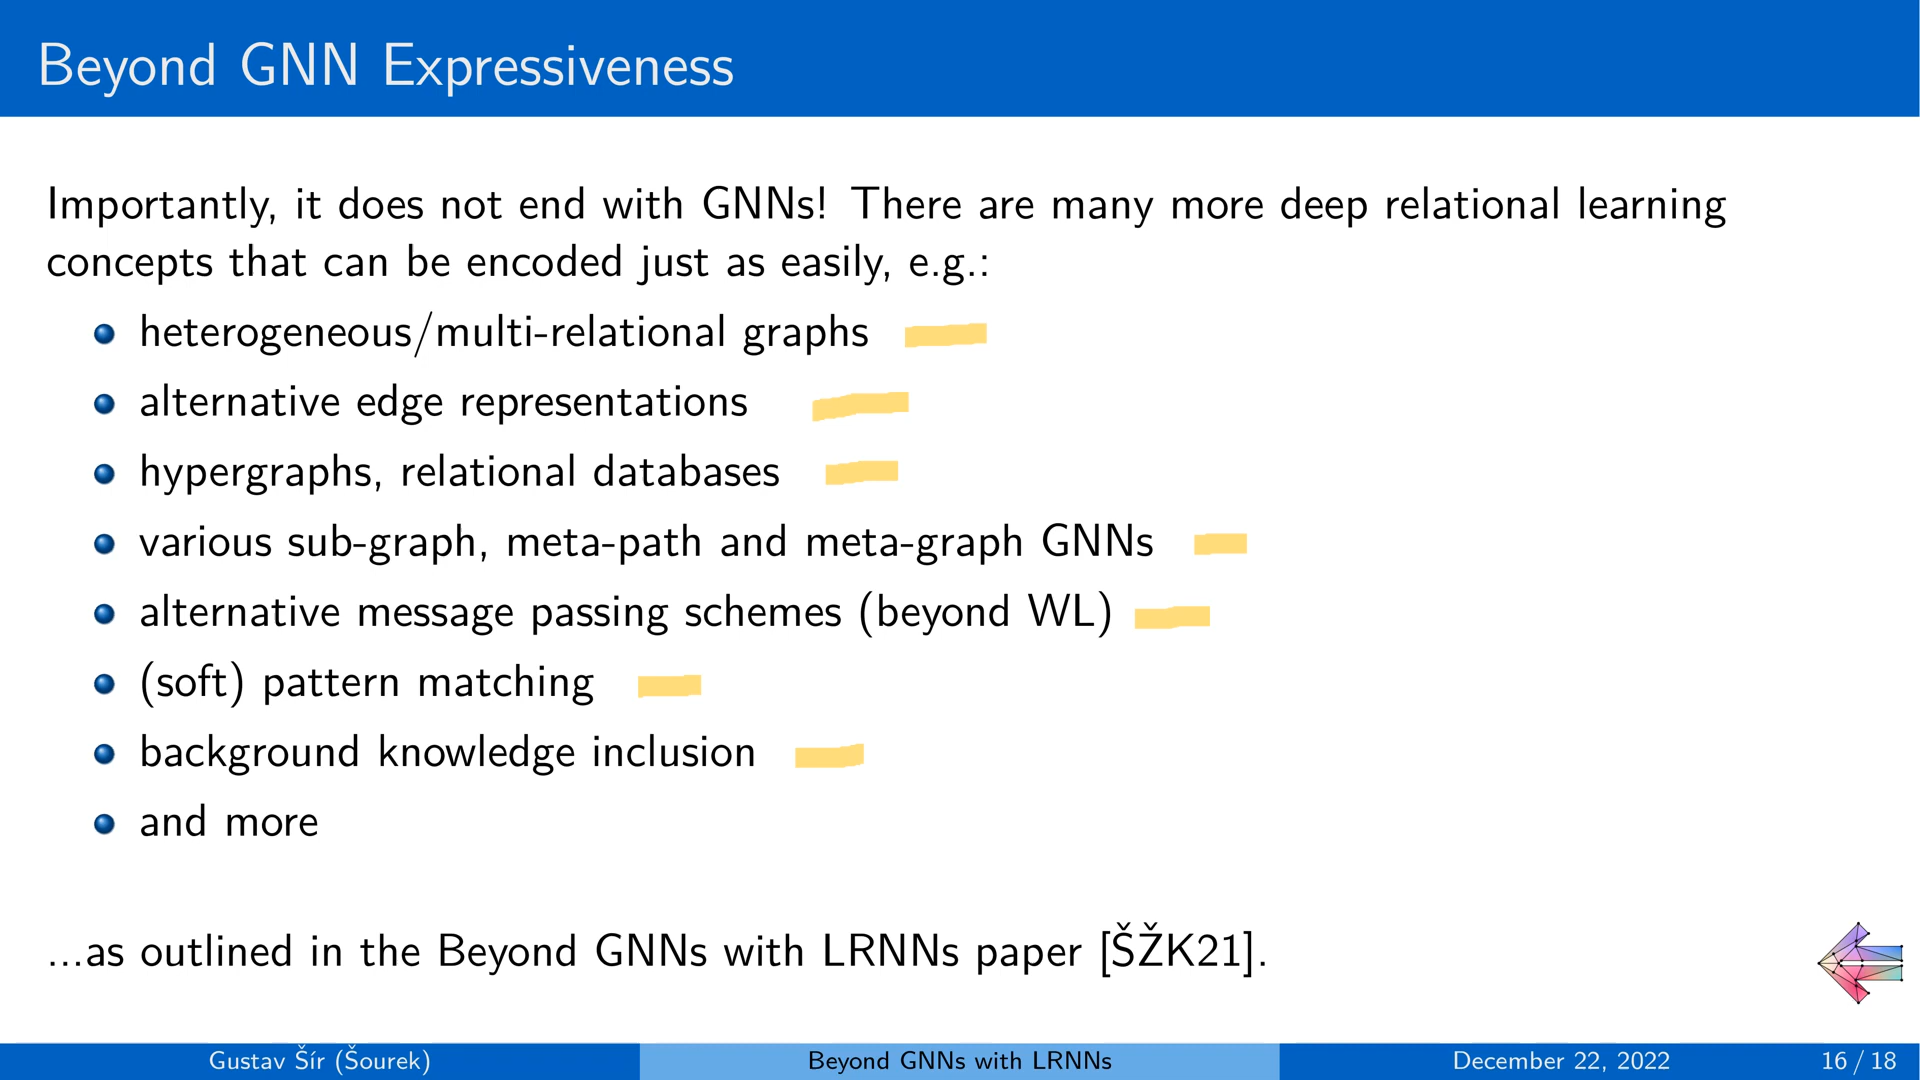 Beyond GNN Expressiveness
Importantly, it does not end with GNNs! There are many more deep relational learning
concepts that can be encoded just as easily, e.g.:
heterogeneous/multi-relational graphs
alternative edge representations
hypergraphs, relational databases
various sub-graph, meta-path and meta-graph GNNs
alternative message passing schemes (beyond WL)
(soft) pattern matching
background knowledge inclusion
and more
...as outlined in the Beyond GNNs with LRNNs paper [ŠŽK21].
Gustav Šír (Šourek) Beyond GNNs with LRNNs December 22, 2022 16 / 18